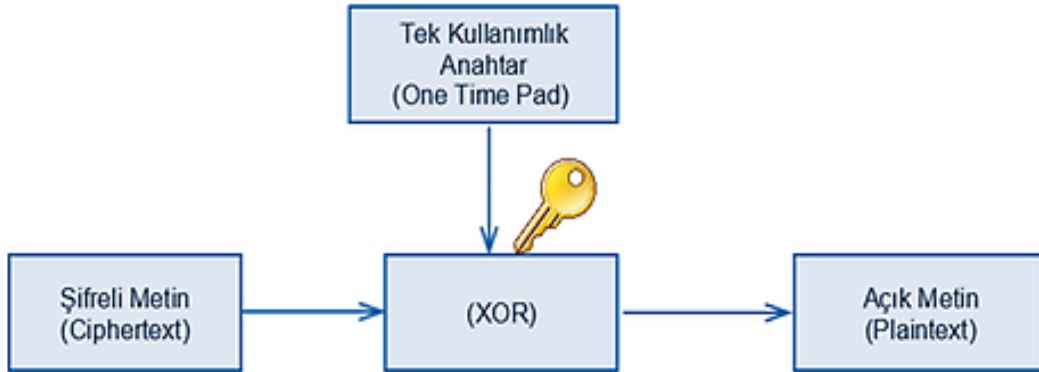 Tek Kullanımlık
Anahtar
(One Time Pad)
Şifreli Metin
(Ciphertext)
(XOR)
Açık Metin
(Plaintext)